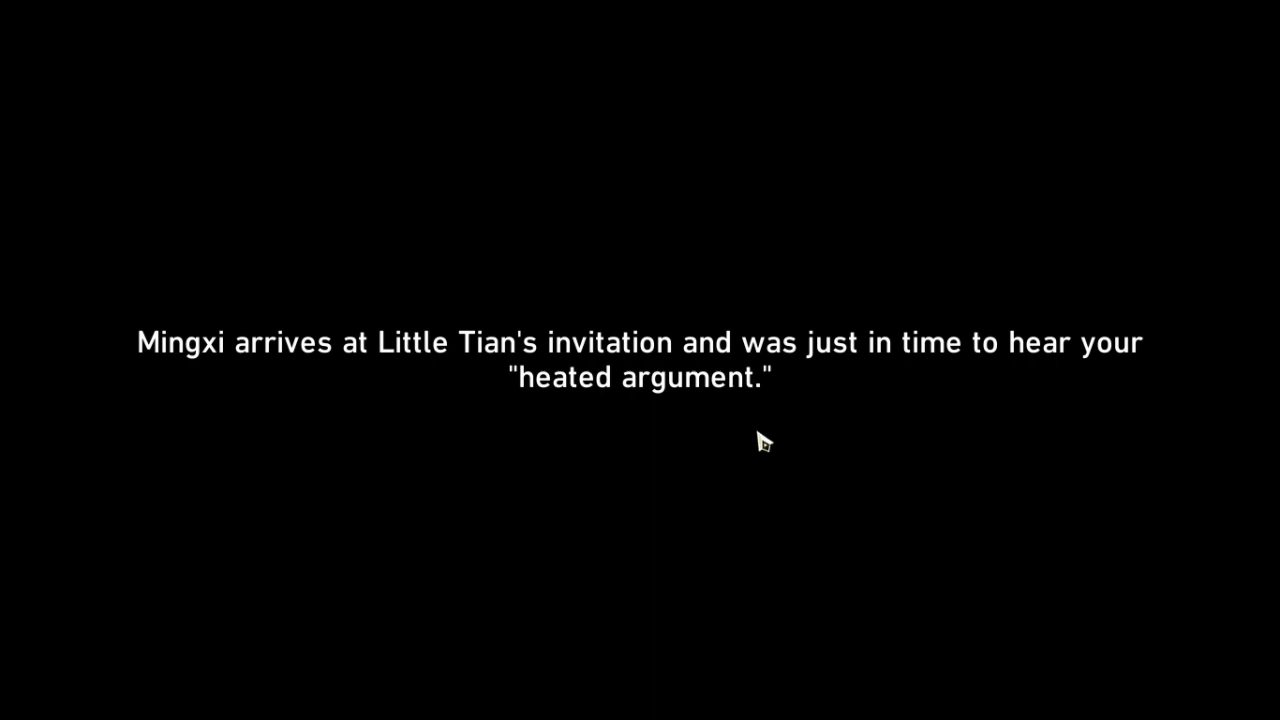 Mingxi arrives at Little Tian's invitation and was just in time to hear your
"heated argument."